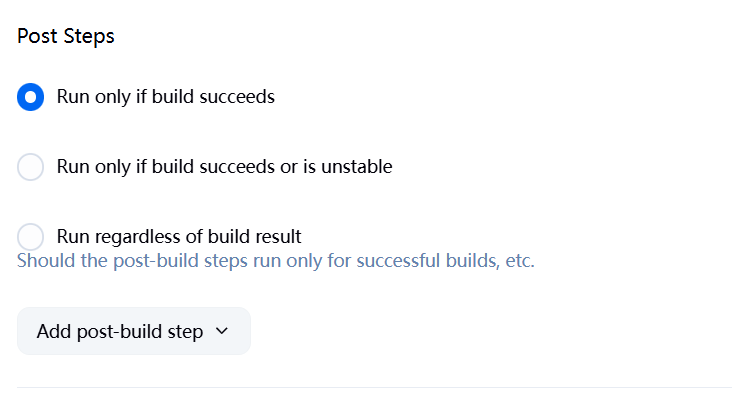 Post Steps
Run only if build succeeds
Run only if build succeeds or is unstable
Run regardless of build result
Should the post-build steps run only for successful builds, etc.
Add post-build step